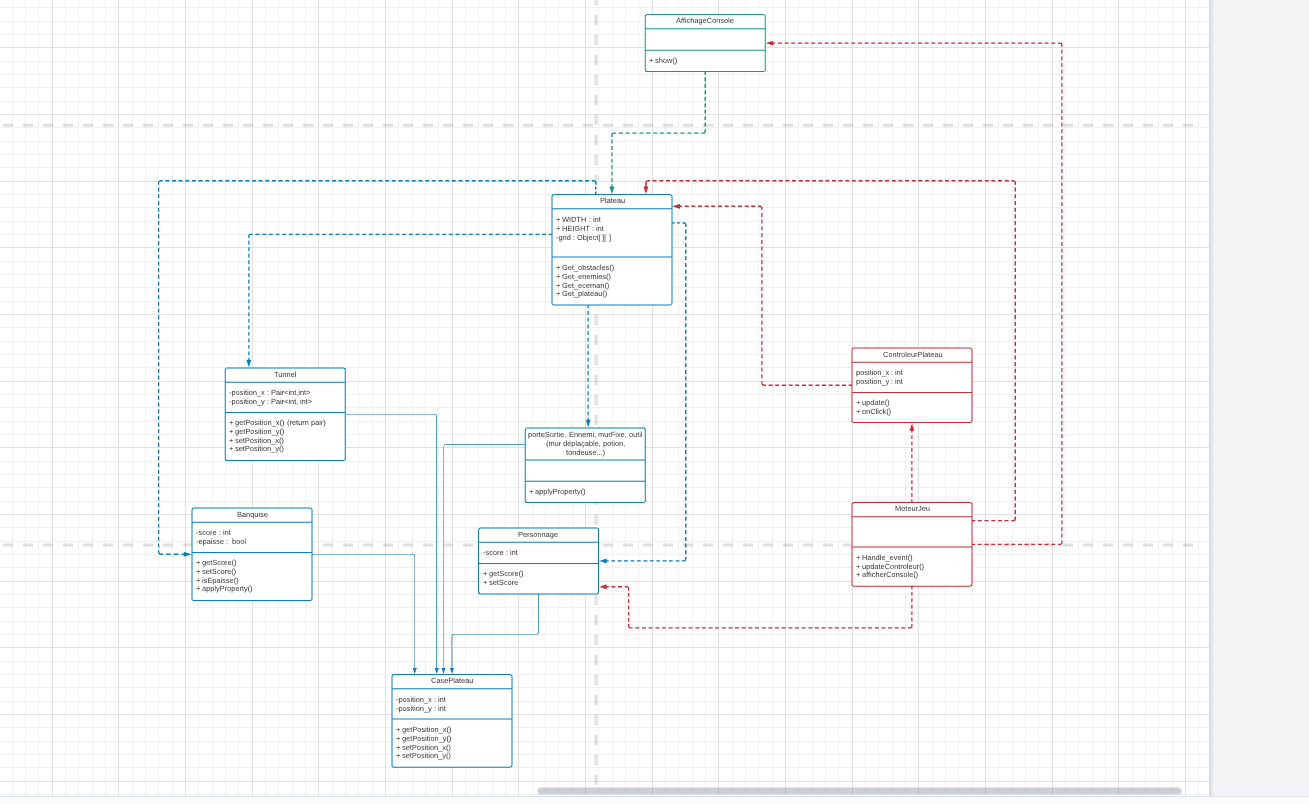 AffichageConsole
+ show()
Plateau
+ WIDTH : int
+ HEIGHT : int
-grid : Object[ ][ ]
+ Get_obstacles()
+ Get_enemies()
+ Get_eceman()
+ Get_plateau()
ControleurPlateau
position_x : int
position_y : int
+ update()
+ onClick()
Tunnel
-position_x : Pair<int,int>
-position_y : Pair<int, int>
+ getPosition_x() (return pair)
+ getPosition_y()
+ setPosition_x()
+ setPosition_y()
porteSortie, Ennemi, murFixe, outil
(mur déplaçable, potion,
tondeuse...)
+ applyProperty()
MoteurJeu
+ Handle_event()
+ updateControleur()
+ afficherConsole()
Banquise
-score : int
-epaisse :  bool
+ getScore()
+ setScore()
+ isEpaisse()
+ applyProperty()
Personnage
-score : int
+ getScore()
+ setScore
CasePlateau
-position_x : int
-position_y : int
+ getPosition_x()
+ getPosition_y()
+ setPosition_x()
+ setPosition_y()